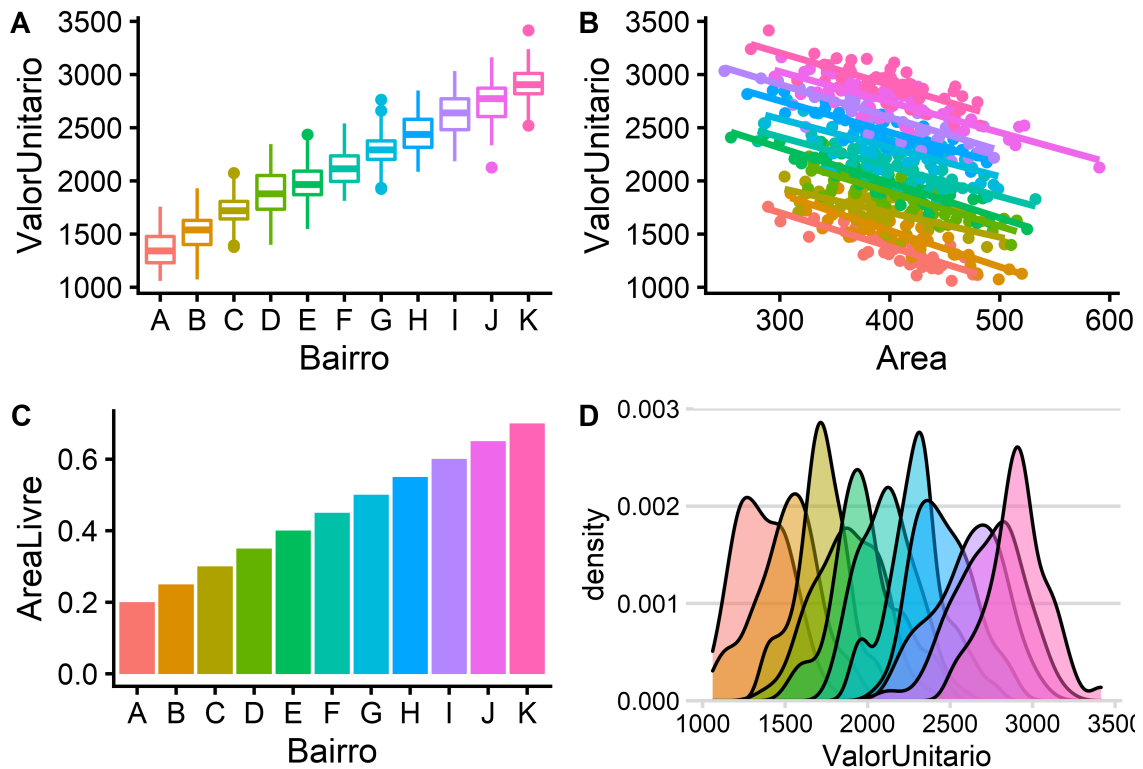 A
ValorUnitario
3500
3000
2500
2000
1500
1000
A B C D E F G H I J K
Bairro
B
ValorUnitario
3500
3000
2500
2000
1500
1000
300 400 500 600
Area
C
AreaLivre
0.6
0.4
0.2
0.0
A B C D E F G H I J K
Bairro
D
density
0.003
0.002
0.001
0.000
1000 1500 2000 2500 3000 3500
ValorUnitario